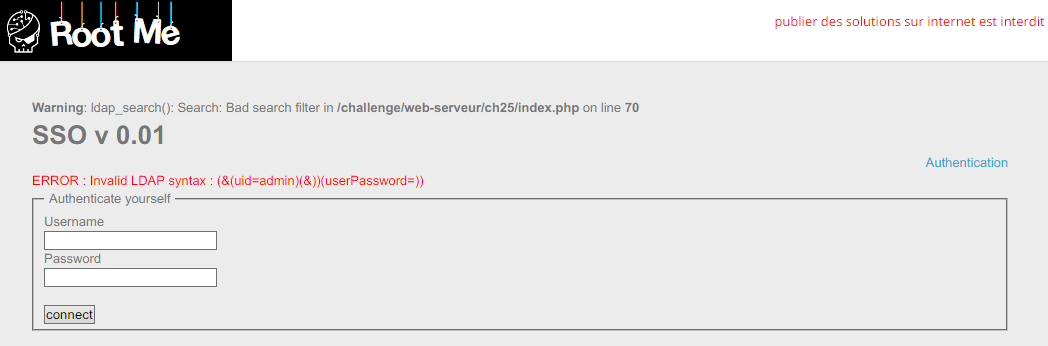 Root Me
publier des solutions sur internet est interdit
Warning: ldap_search(): Search: Bad search filter in /challenge/web-serveur/ch25/index.php on line 70
SSO v 0.01
Authentication
ERROR : Invalid LDAP syntax : (&(uid=admin)(&))(userPassword=))
Authenticate yourself
Username
Password
connect